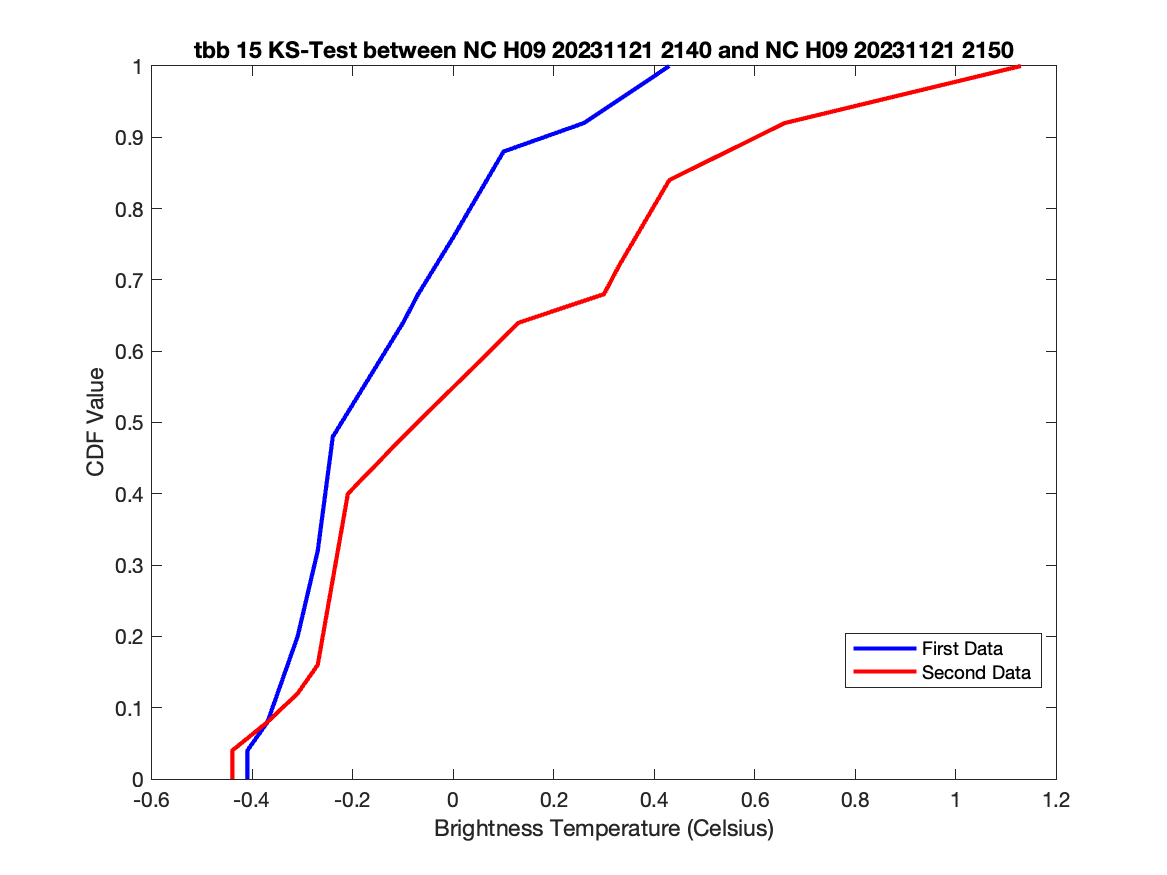 tbb 15 KS-Test between NC H09 20231121 2140 and NC H09 20231121 2150
1
0.9
0.8
0.7
0.6
0.5
0.4
0.3
0.2
0.1
0
CDF Value
First Data
Second Data
-0.6 -0.4 -0.2 0 0.2 0.4 0.6 0.8 1 1.2
Brightness Temperature (Celsius)